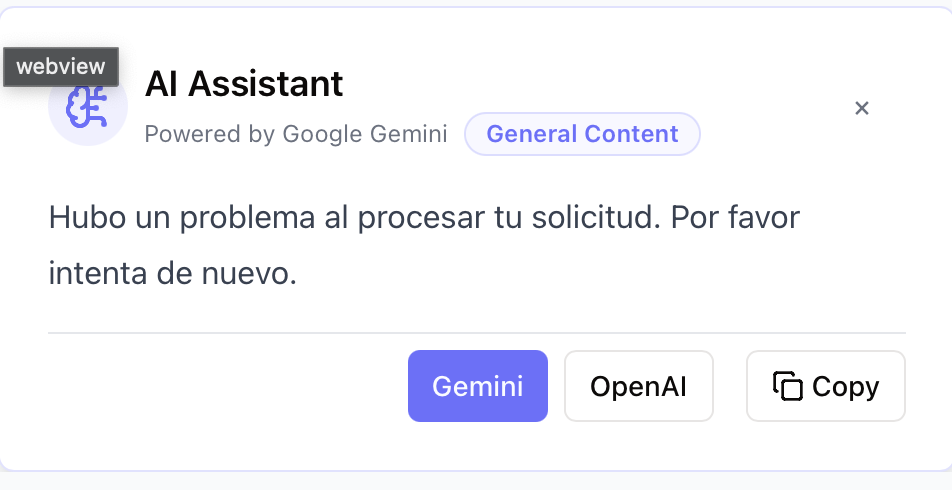 webview
AI Assistant
Powered by Google Gemini
General Content
Hubo un problema al procesar tu solicitud. Por favor
intenta de nuevo.
Gemini
OpenAI
Copy